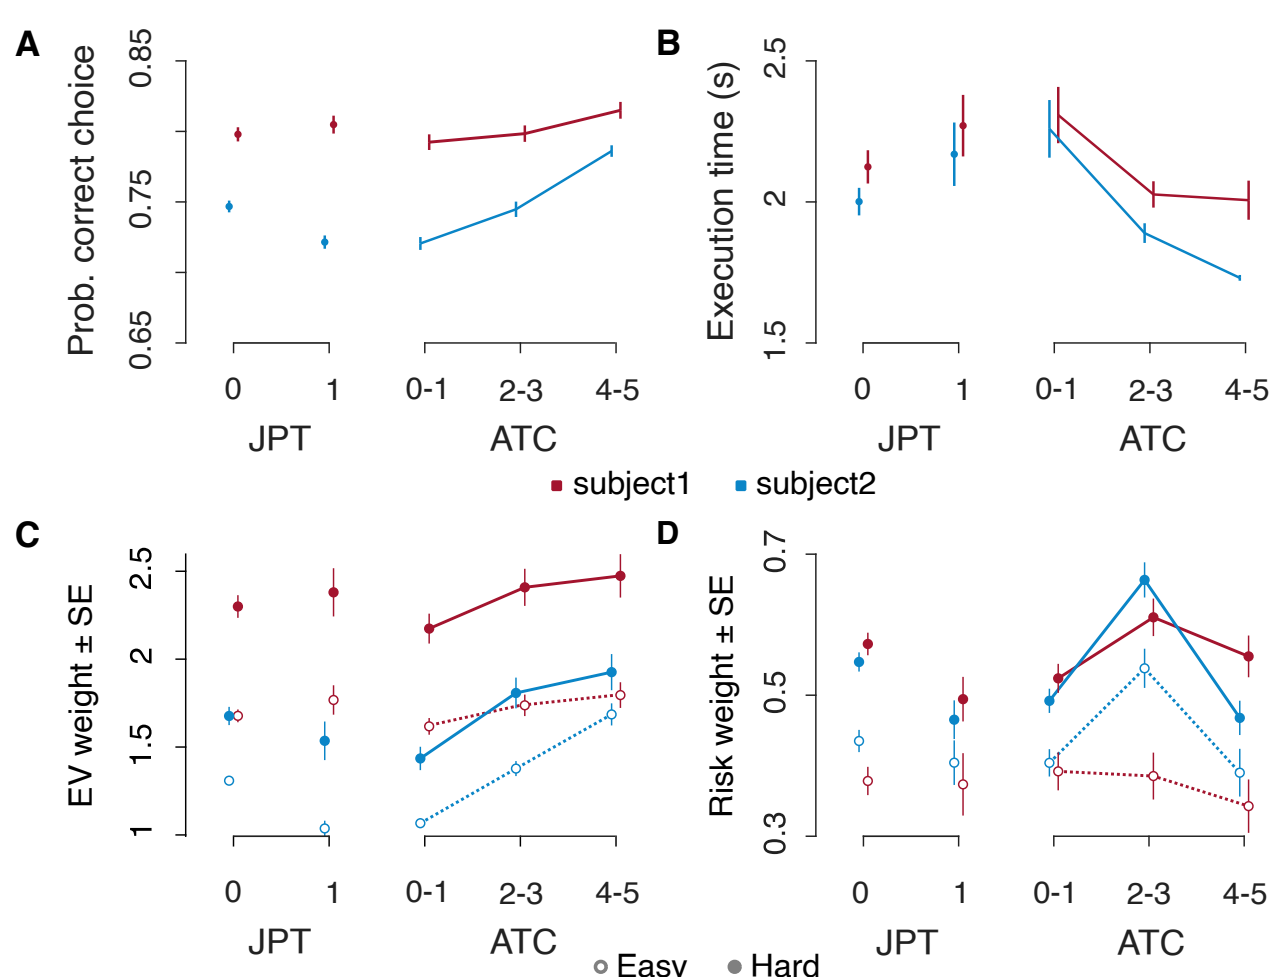 A
Prob. correct choice
0.85
0.75
0.65
0 1
JPT
0-1 2-3 4-5
ATC
B
Execution time (s)
2.5
2
1.5
0 1
JPT
0-1 2-3 4-5
ATC
subject1 subject2
C
EV weight ± SE
2.5
2
1.5
1
0 1
JPT
0-1 2-3 4-5
ATC
D
Risk weight ± SE
0.7
0.5
0.3
0 1
JPT
0-1 2-3 4-5
ATC
Easy Hard